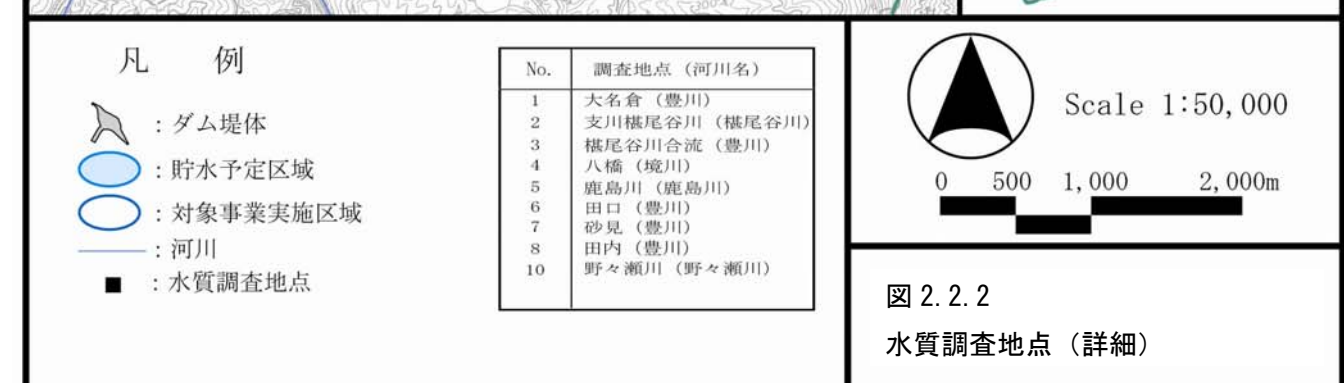 凡 例
：ダム堤体
：貯水予定区域
：対象事業実施区域
：河川
：水質調査地点
No. 調査地点（河川名）
1 大名倉（豊川）
2 支川椹尾谷川（椹尾谷川）
3 椹尾谷川合流（豊川）
4 八橋（境川）
5 鹿島川（鹿島川）
6 田口（豊川）
7 砂見（豊川）
8 田内（豊川）
10 野々瀬川（野々瀬川）
Scale 1:50,000
0 500 1,000 2,000m
図 2.2.2
水質調査地点（詳細）